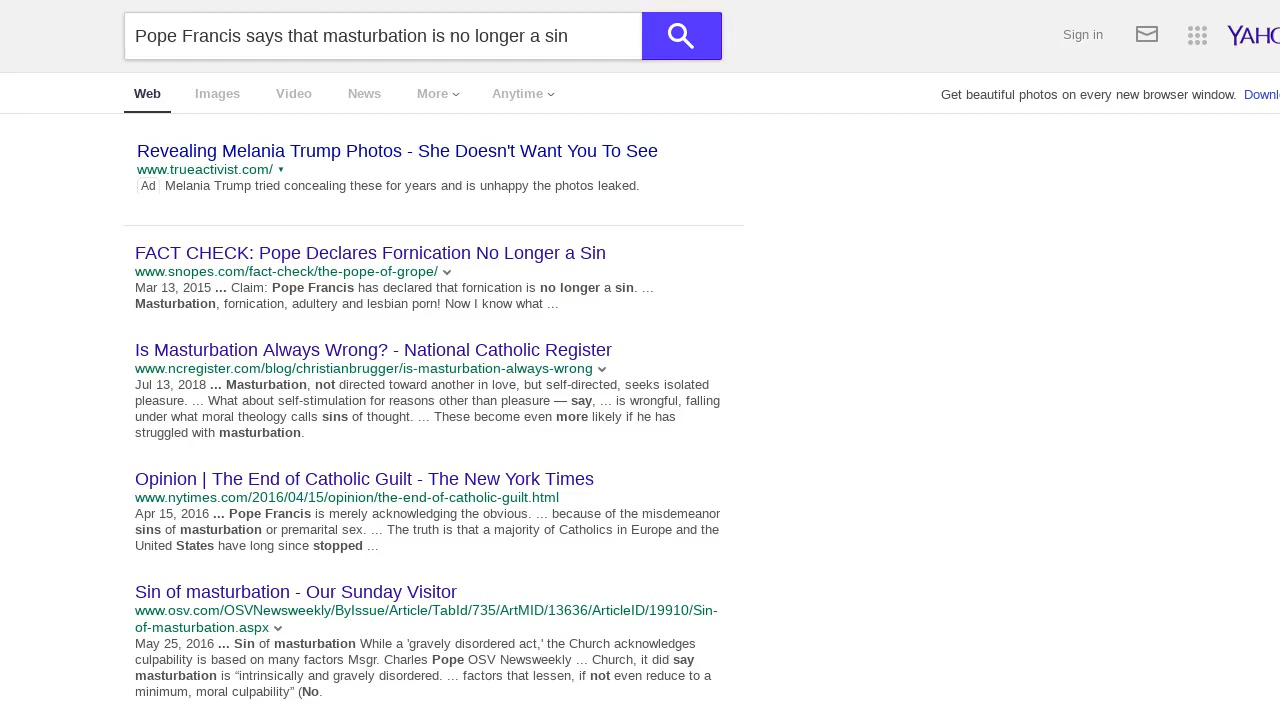 Pope Francis says that masturbation is no longer a sin
Sign in
Web Images Video News More Anytime
Get beautiful photos on every new browser window.
Revealing Melania Trump Photos - She Doesn't Want You To See
www.trueactivist.com/
Ad Melania Trump tried concealing these for years and is unhappy the photos leaked.
FACT CHECK: Pope Declares Fornication No Longer a Sin
www.snopes.com/fact-check/the-pope-of-grope/
Mar 13, 2015 ... Claim: Pope Francis has declared that fornication is no longer a sin. ...
Masturbation, fornication, adultery and lesbian porn! Now I know what ...
Is Masturbation Always Wrong? - National Catholic Register
www.ncregister.com/blog/christianbrugger/is-masturbation-always-wrong
Jul 13, 2018 ... Masturbation, not directed toward another in love, but self-directed, seeks isolated
pleasure. ... What about self-stimulation for reasons other than pleasure — say, ... is wrongful, falling
under what moral theology calls sins of thought. ... These become even more likely if he has
struggled with masturbation.
Opinion | The End of Catholic Guilt - The New York Times
www.nytimes.com/2016/04/15/opinion/the-end-of-catholic-guilt.html
Apr 15, 2016 ... Pope Francis is merely acknowledging the obvious. ... because of the misdemeanor
sins of masturbation or premarital sex. ... The truth is that a majority of Catholics in Europe and the
United States have long since stopped ...
Sin of masturbation - Our Sunday Visitor
www.osv.com/OSVNewsweekly/ByIssue/Article/TabId/735/ArtMID/13636/ArticleID/19910/Sin-
of-masturbation.aspx
May 25, 2016 ... Sin of masturbation While a 'gravely disordered act,' the Church acknowledges
culpability is based on many factors Msgr. Charles Pope OSV Newsweekly ... Church, it did say
masturbation is “intrinsically and gravely disordered. ... factors that lessen, if not even reduce to a
minimum, moral culpability” (No.